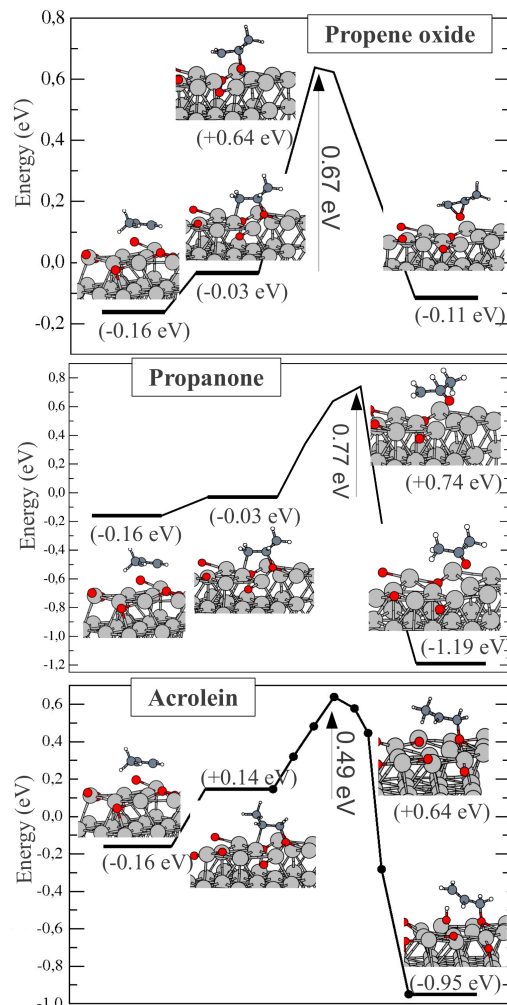 Propene oxide
Energy (eV)
0,8
0,6
0,4
0,2
0,0
-0,2
(+0.64 eV)
0.67 eV
(-0.03 eV)
(-0.16 eV)
(-0.11 eV)
Propanone
Energy (eV)
0,8
0,6
0,4
0,2
0,0
-0,2
-0,4
-0,6
-0,8
-1,0
-1,2
0.77 eV
(+0.74 eV)
(-0.03 eV)
(-0.16 eV)
(-1.19 eV)
Acrolein
Energy (eV)
0,6
0,4
0,2
0,0
-0,2
-0,4
-0,6
-0,8
-1,0
(+0.14 eV)
0.49 eV
(+0.64 eV)
(-0.16 eV)
(-0.95 eV)